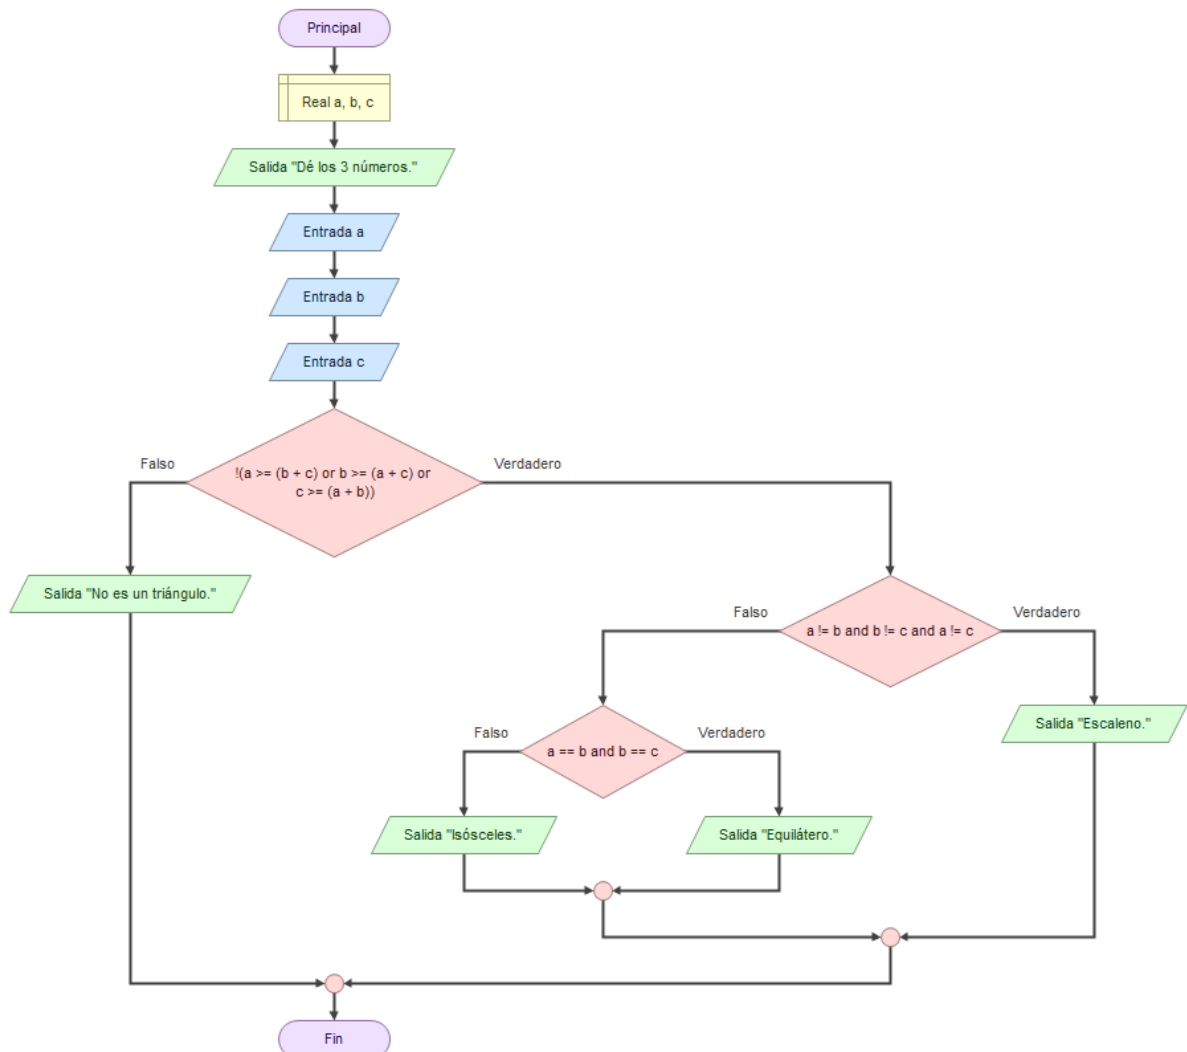 Principal
Real a, b, c
Salida "Dé los 3 números."
Entrada a
Entrada b
Entrada c
Falso
Verdadero
!(a >= (b + c) or b >= (a + c) or
c >= (a + b))
Salida "No es un triángulo."
Falso
Verdadero
a != b and b != c and a != c
Falso
Verdadero
a == b and b == c
Salida "Escaleno."
Salida "Isósceles."
Salida "Equilátero."
Fin